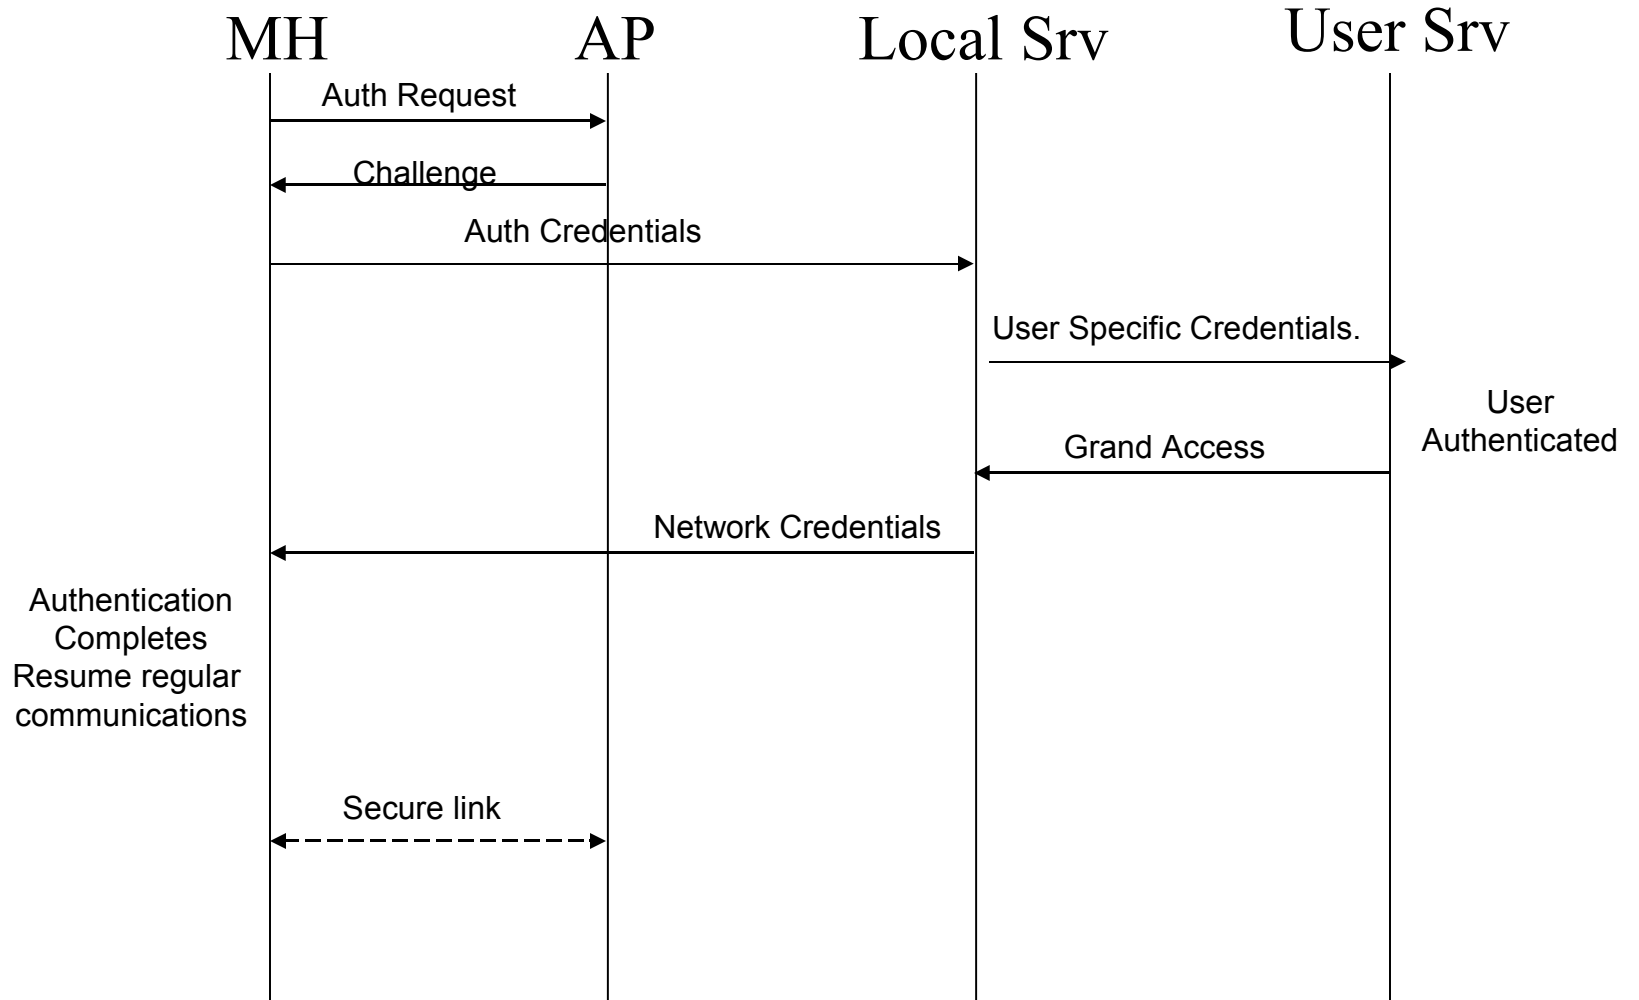 MH
AP
Local Srv
User Srv
Auth Request
Challenge
Auth Credentials
User Specific Credentials.
User
Authenticated
Grand Access
Network Credentials
Authentication
Completes
Resume regular
communications
Secure link